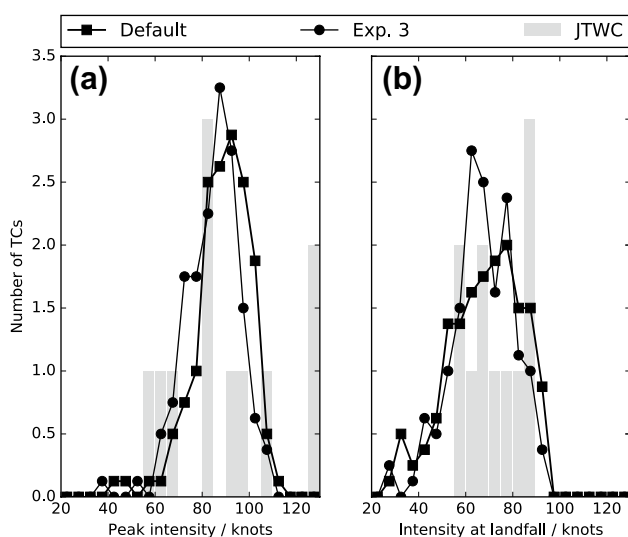 Default Exp. 3 JTWC
(a) (b)
3.5
3.0
2.5
2.0
1.5
1.0
0.5
0.0
Number of TCs
20 40 60 80 100 120 20 40 60 80 100 120
Peak intensity / knots Intensity at landfall / knots